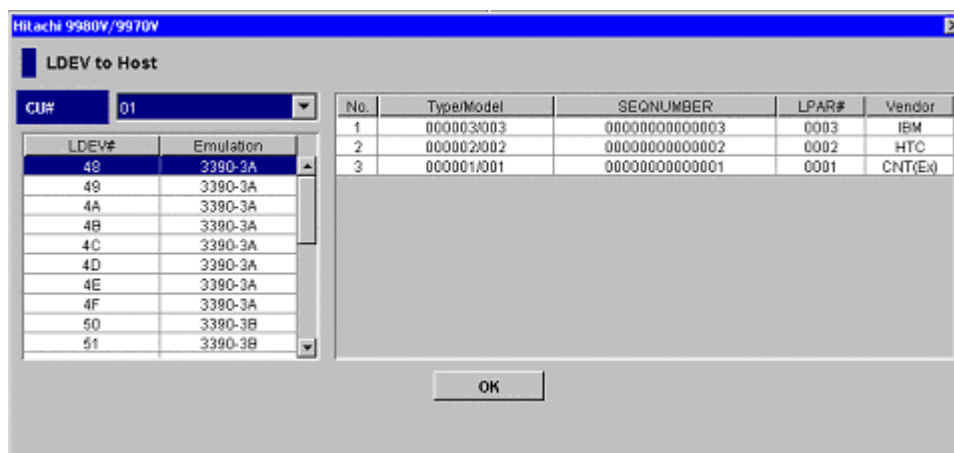 Hitachi 9980V/9970V
LDEV to Host
CU# 01
LDEV# Emulation
48 3390-3A
49 3390-3A
4A 3390-3A
4B 3390-3A
4C 3390-3A
4D 3390-3A
4E 3390-3A
4F 3390-3A
50 3390-3B
51 3390-3B
No. Type/Model SEQNUMBER LPAR# Vendor
1 000003/003 00000000000003 0003 IBM
2 000002/002 00000000000002 0002 HTC
3 000001/001 00000000000001 0001 CNT(Ex)
OK